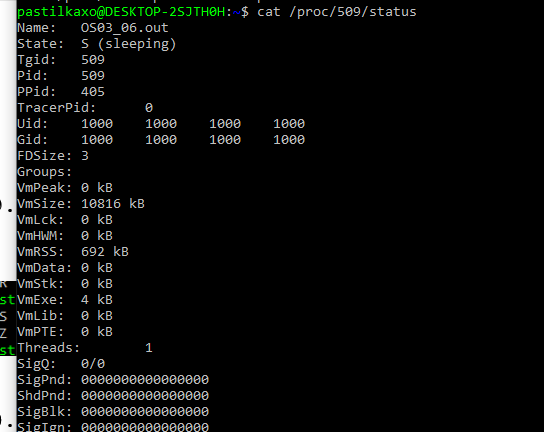 pastilkaxo@DESKTOP-2SJTH0H:~$ cat /proc/509/status
Name:   OS03_06.out
State:  S (sleeping)
Tgid:   509
Pid:    509
PPid:   405
TracerPid:      0
Uid:    1000    1000    1000    1000
Gid:    1000    1000    1000    1000
FDSize: 3
Groups:
VmPeak: 0 kB
VmSize: 10816 kB
VmLck:  0 kB
VmHWM:  0 kB
VmRSS:  692 kB
VmData: 0 kB
VmStk:  0 kB
VmExe:  4 kB
VmLib:  0 kB
VmPTE:  0 kB
Threads:        1
SigQ:   0/0
SigPnd: 0000000000000000
ShdPnd: 0000000000000000
SigBlk: 0000000000000000
SigIgn: 0000000000000000
).
R
st
S
Z
st
).